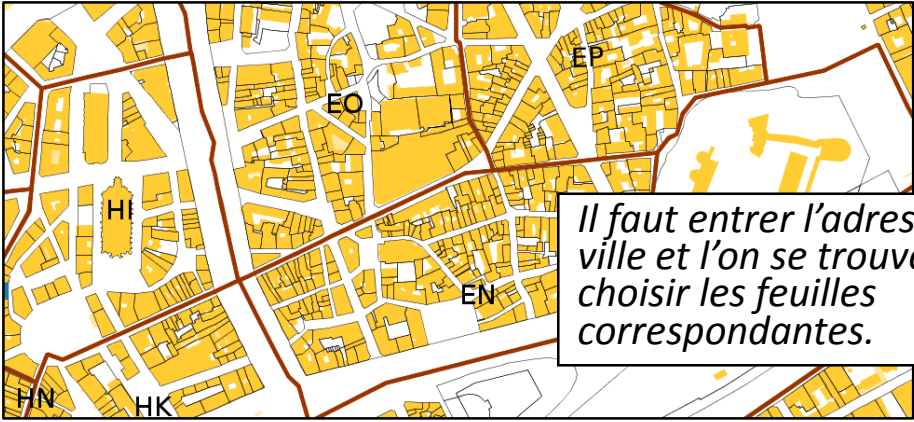 EP
EO
HI
Il faut entrer l’adres
ville et l’on se trouve
choisir les feuilles
correspondantes.
EN
HN
HK